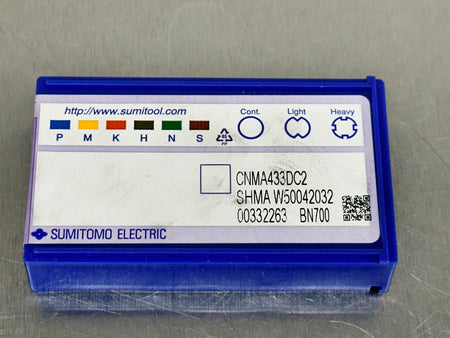 http://www.sumitool.com
Cont. Light Heavy
P M K H N S
CNMA433DC2
SHMA W50042032
00332263 BN700
SUMITOMO ELECTRIC